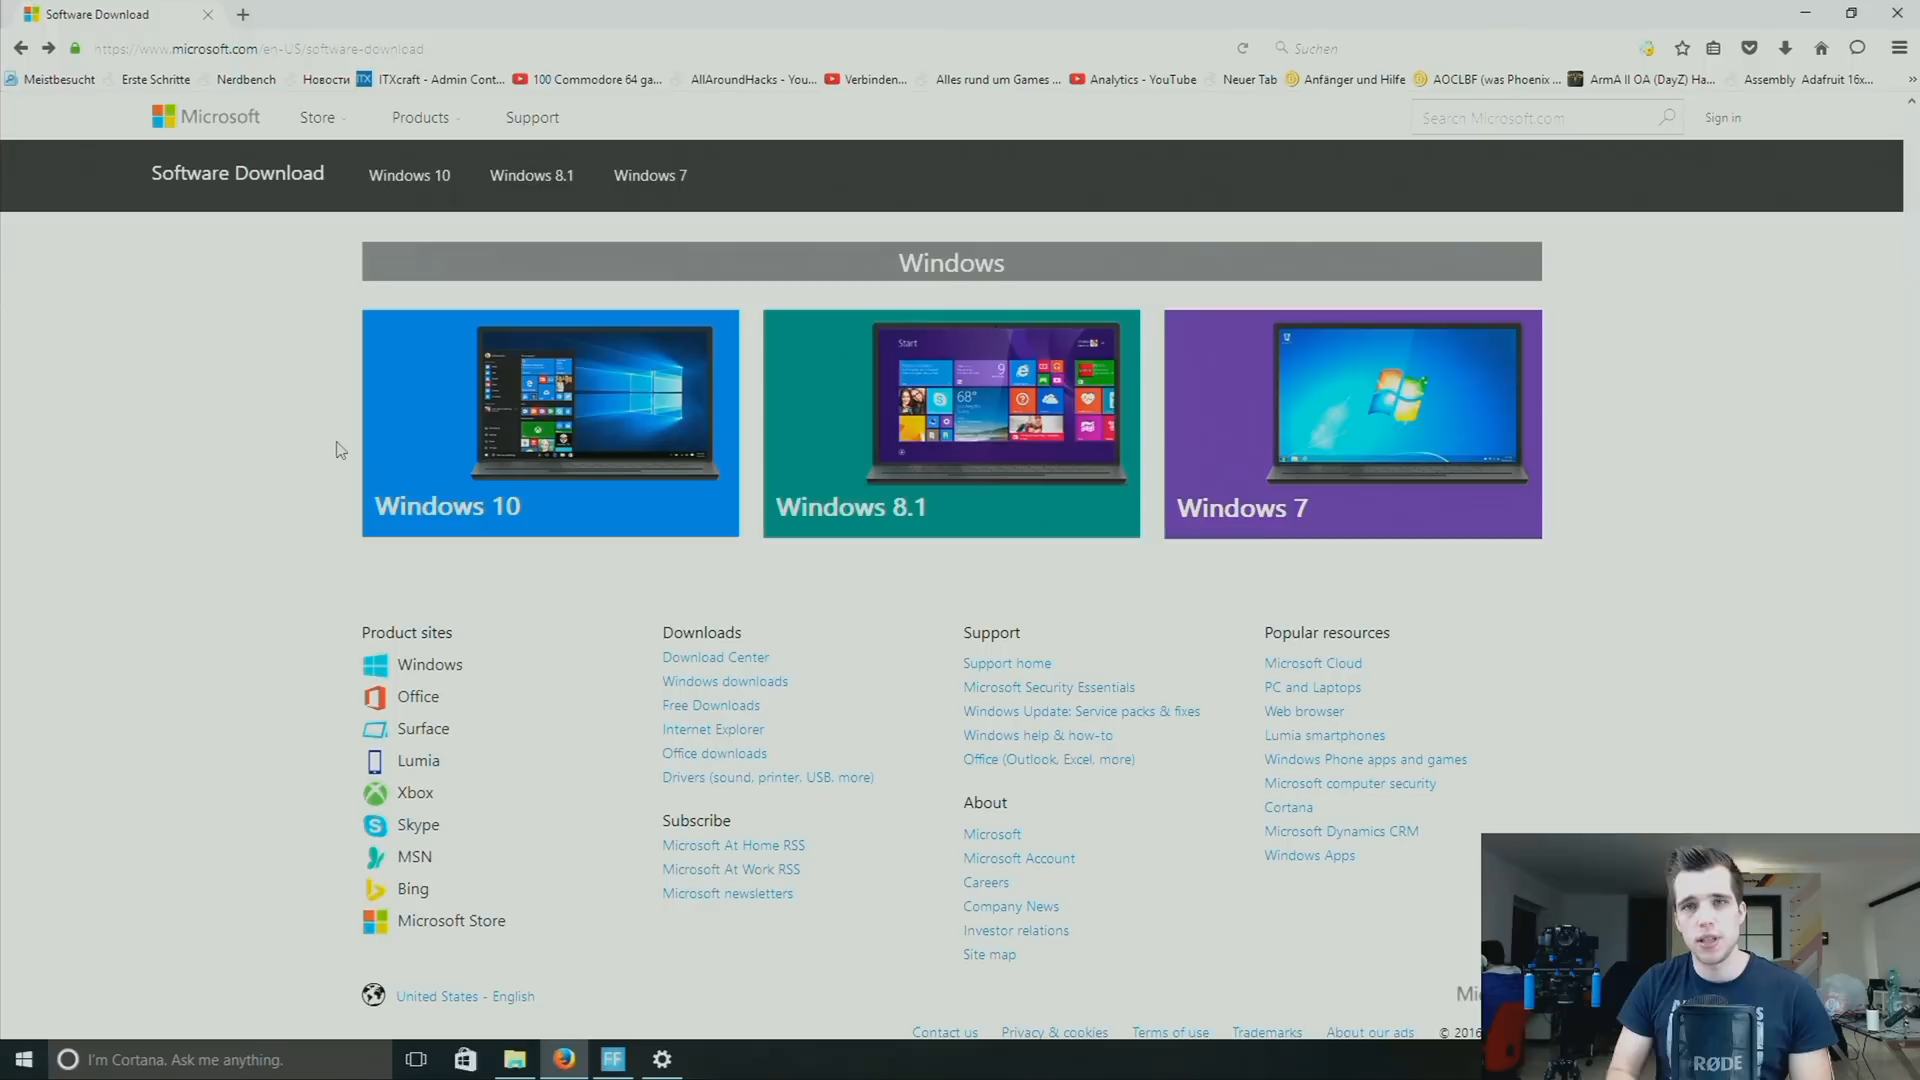 Software Download
https://www.microsoft.com/en-US/software-download
Suchen
Meistbesucht Erste Schritte Nerdbench Новости ITX ITXcraft - Admin Cont... 100 Commodore 64 ga... AllAroundHacks - You... Verbinden... Alles rund um Games ... Analytics - YouTube Neuer Tab Anfänger und Hilfe AOCLBF (was Phoenix ... ArmA II OA (DayZ) Ha... Assembly Adafruit 16x... »
Microsoft Store Products Support Search Microsoft.com Sign in
Software Download Windows 10 Windows 8.1 Windows 7
Windows
Start
9
68°
Windows 10 Windows 8.1 Windows 7
Product sites
Windows
Office
Surface
Lumia
Xbox
Skype
MSN
Bing
Microsoft Store
Downloads
Download Center
Windows downloads
Free Downloads
Internet Explorer
Office downloads
Drivers (sound, printer, USB, more)
Subscribe
Microsoft At Home RSS
Microsoft At Work RSS
Microsoft newsletters
Support
Support home
Microsoft Security Essentials
Windows Update: Service packs & fixes
Windows help & how-to
Office (Outlook, Excel, more)
About
Microsoft
Microsoft Account
Careers
Company News
Investor relations
Site map
Popular resources
Microsoft Cloud
PC and Laptops
Web browser
Lumia smartphones
Windows Phone apps and games
Microsoft computer security
Cortana
Microsoft Dynamics CRM
Windows Apps
United States - English
Mi
Contact us Privacy & cookies Terms of use Trademarks About our ads © 2016
I'm Cortana. Ask me anything.
FF
RØDE